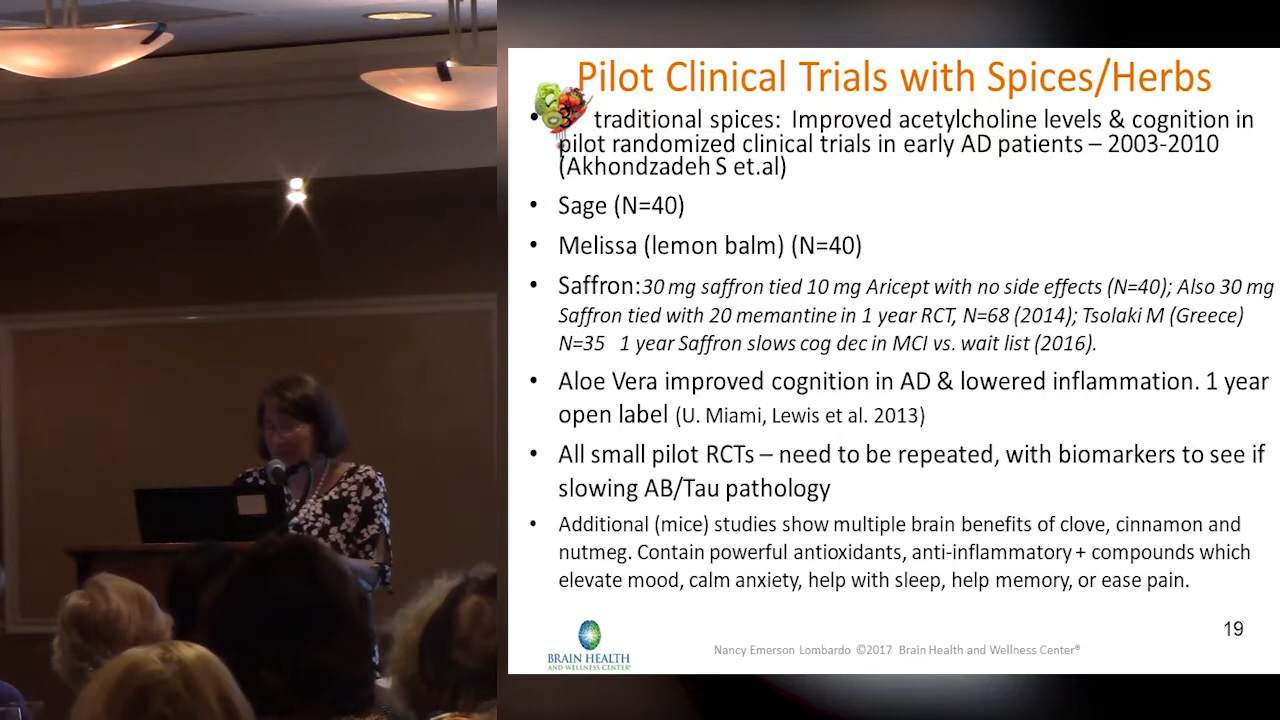 Pilot Clinical Trials with Spices/Herbs
• 3 traditional spices: Improved acetylcholine levels & cognition in
pilot randomized clinical trials in early AD patients – 2003-2010
(Akhondzadeh S et.al)
• Sage (N=40)
• Melissa (lemon balm) (N=40)
• Saffron:30 mg saffron tied 10 mg Aricept with no side effects (N=40); Also 30 mg
Saffron tied with 20 memantine in 1 year RCT, N=68 (2014); Tsolaki M (Greece)
N=35 1 year Saffron slows cog dec in MCI vs. wait list (2016).
• Aloe Vera improved cognition in AD & lowered inflammation. 1 year
open label (U. Miami, Lewis et al. 2013)
• All small pilot RCTs – need to be repeated, with biomarkers to see if
slowing AB/Tau pathology
• Additional (mice) studies show multiple brain benefits of clove, cinnamon and
nutmeg. Contain powerful antioxidants, anti-inflammatory + compounds which
elevate mood, calm anxiety, help with sleep, help memory, or ease pain.
19
Nancy Emerson Lombardo ©2017 Brain Health and Wellness Center®
BRAIN HEALTH
AND WELLNESS CENTER®